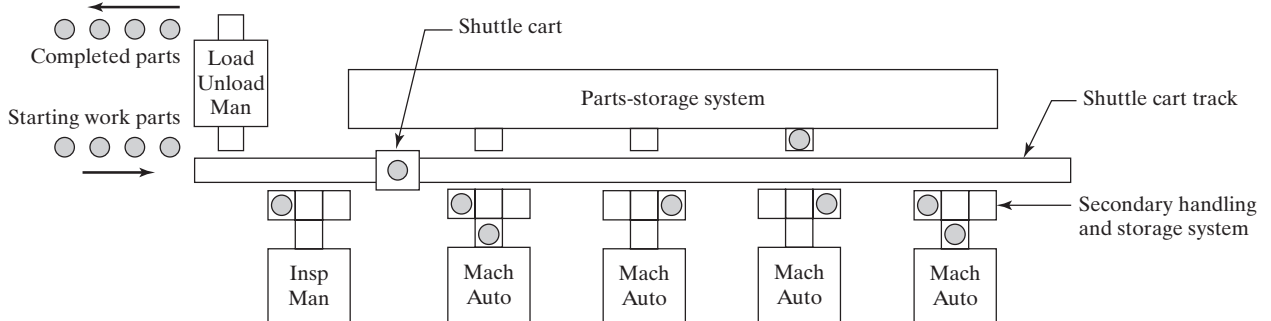 Shuttle cart
Completed parts
Load
Unload
Man
Parts-storage system
Shuttle cart track
Starting work parts
Secondary handling
and storage system
Insp
Man
Mach
Auto
Mach
Auto
Mach
Auto
Mach
Auto